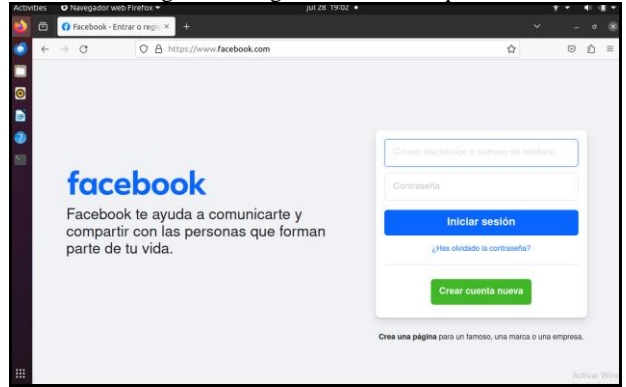 Activities Navegador web Firefox jul 28 19:02
Facebook - Entrar o regis
https://www.facebook.com
Correo electrónico o número de teléfono
Contraseña
facebook
Iniciar sesión
Facebook te ayuda a comunicarte y
compartir con las personas que forman
parte de tu vida.
¿Has olvidado la contraseña?
Crear cuenta nueva
Crea una página para un famoso, una marca o una empresa.
Activar Wind